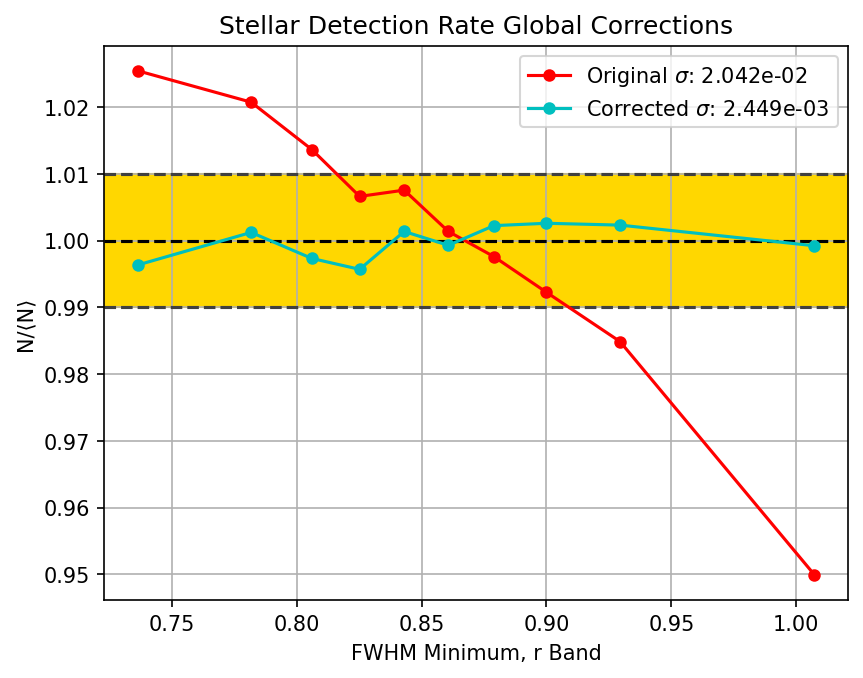 Stellar Detection Rate Global Corrections
Original σ: 2.042e-02
Corrected σ: 2.449e-03
1.02
1.01
1.00
0.99
0.98
0.97
0.96
0.95
N/⟨N⟩
0.75 0.80 0.85 0.90 0.95 1.00
FWHM Minimum, r Band